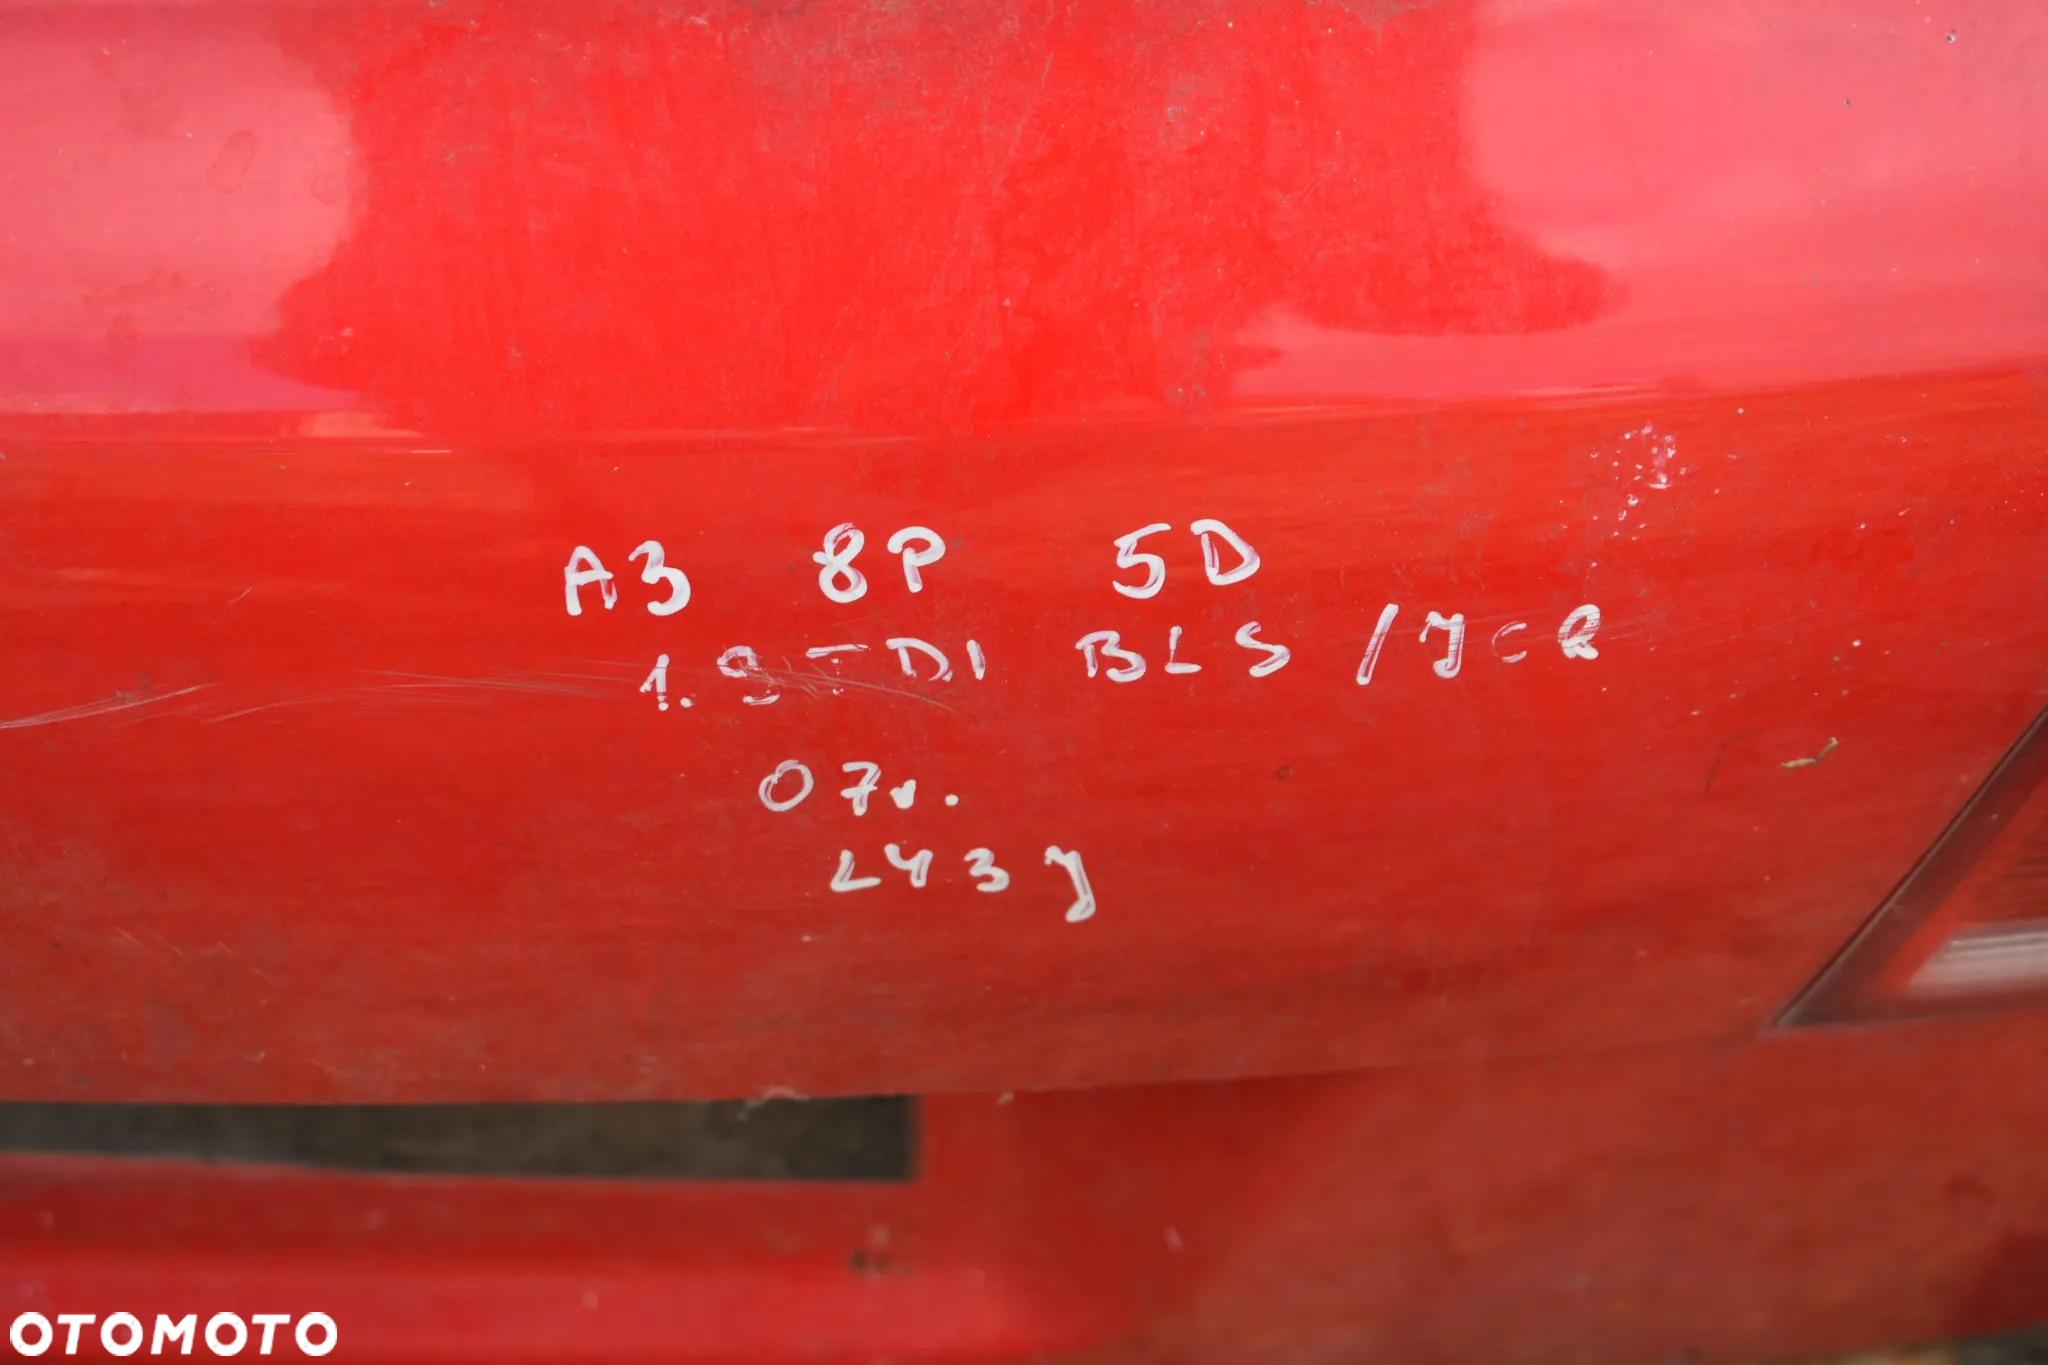 A3 8P 5D
1.9 TDI BLS / JCR
07r.
LY3J
OTOMOTO